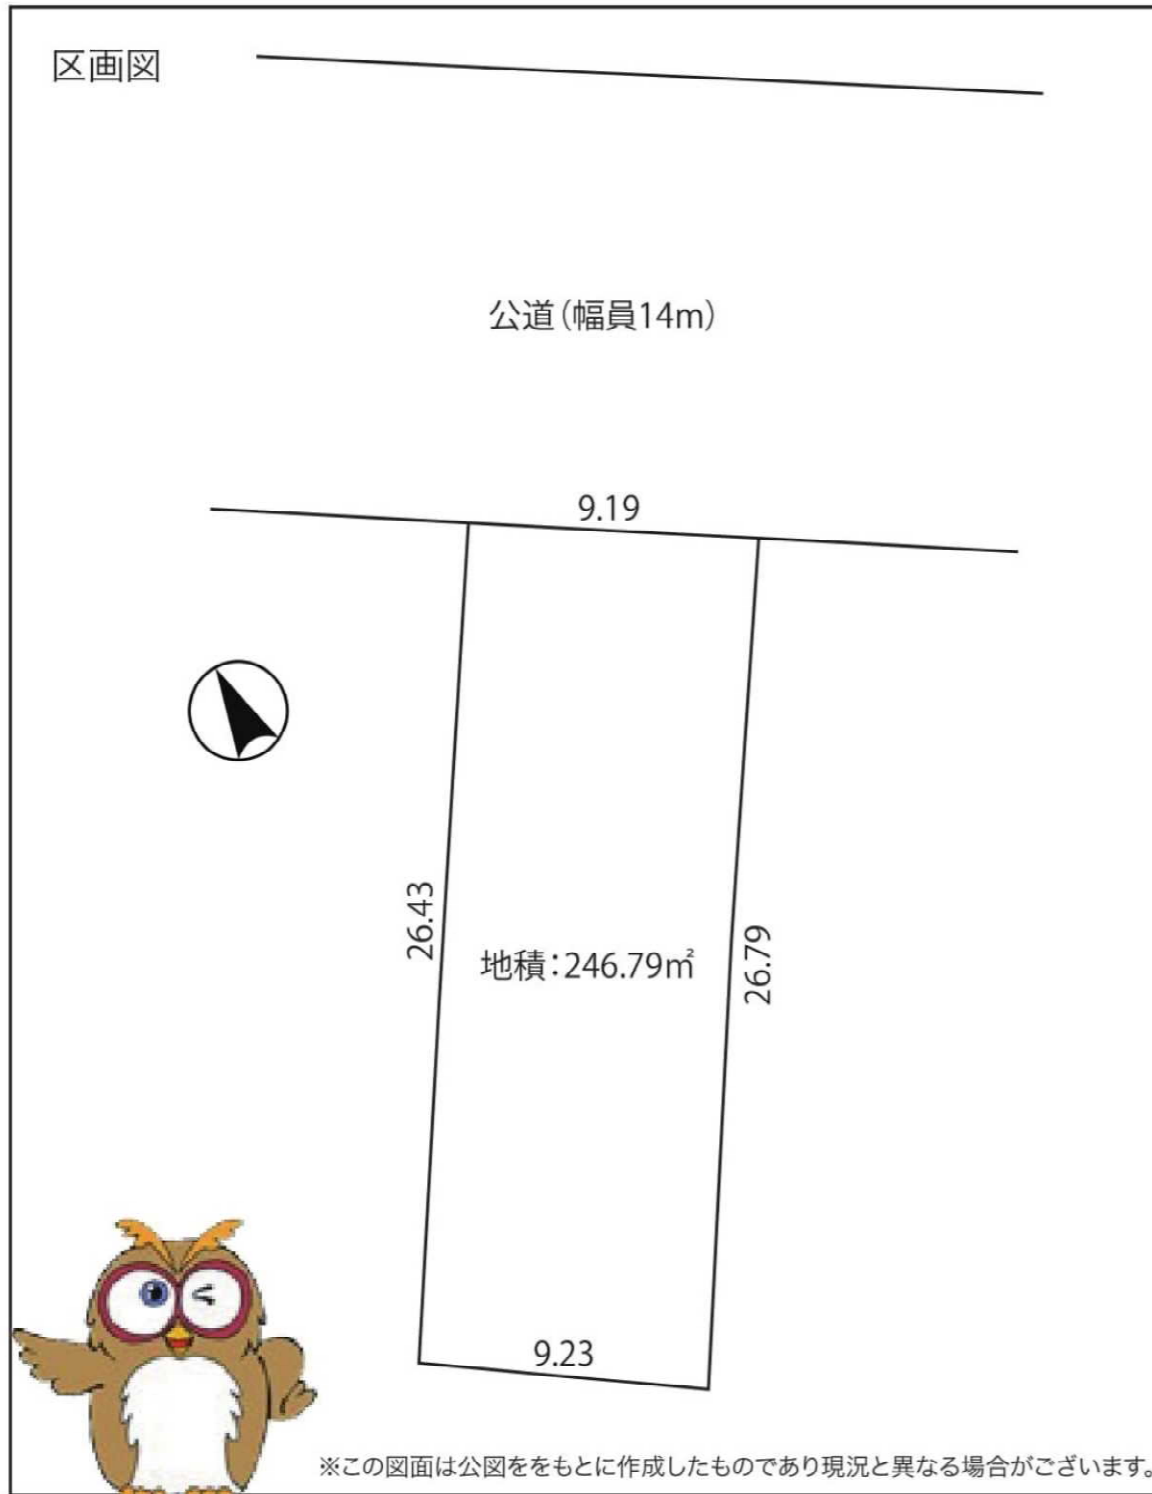 区画図
公道(幅員14m)
9.19
26.43
地積:246.79㎡
26.79
9.23
※この図面は公図ををもとに作成したものであり現況と異なる場合がございます。